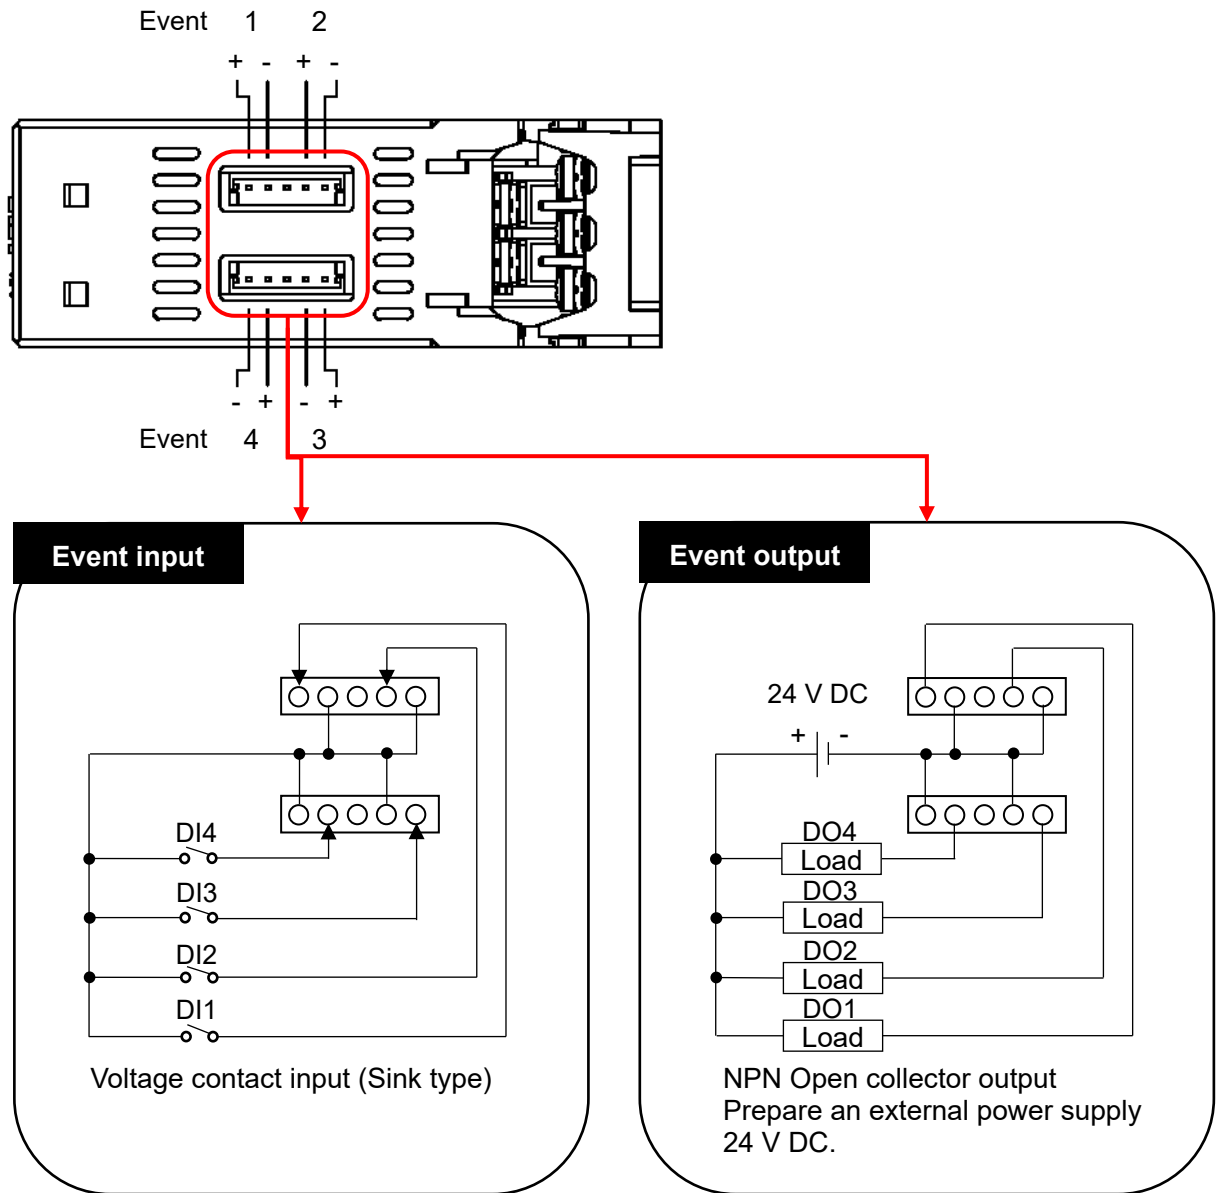 Event 1 2
+ - + -
- + - +
Event 4 3
Event input
DI4
DI3
DI2
DI1
Voltage contact input (Sink type)
Event output
24 V DC
+ -
DO4
Load
DO3
Load
DO2
Load
DO1
Load
NPN Open collector output
Prepare an external power supply
24 V DC.